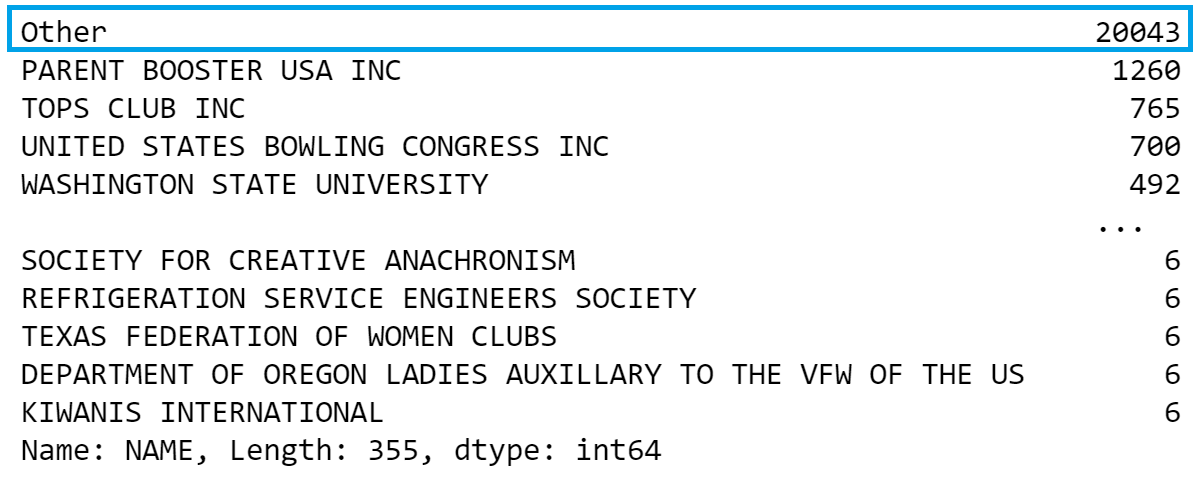 Other 20043
PARENT BOOSTER USA INC 1260
TOPS CLUB INC 765
UNITED STATES BOWLING CONGRESS INC 700
WASHINGTON STATE UNIVERSITY 492
...
SOCIETY FOR CREATIVE ANACHRONISM 6
REFRIGERATION SERVICE ENGINEERS SOCIETY 6
TEXAS FEDERATION OF WOMEN CLUBS 6
DEPARTMENT OF OREGON LADIES AUXILLARY TO THE VFW OF THE US 6
KIWANIS INTERNATIONAL 6
Name: NAME, Length: 355, dtype: int64